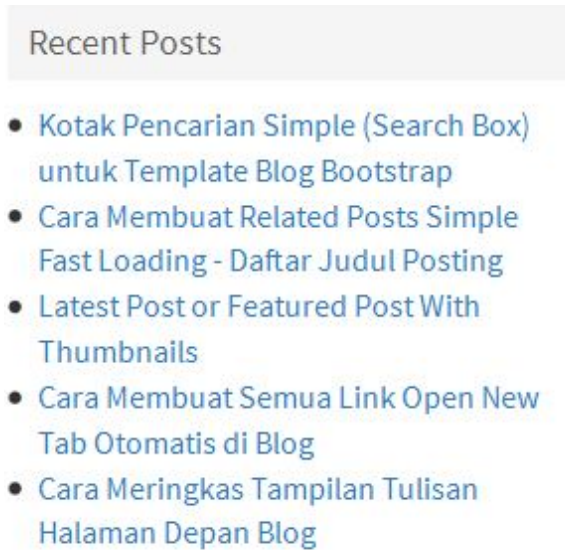 Recent Posts
Kotak Pencarian Simple (Search Box)
untuk Template Blog Bootstrap
Cara Membuat Related Posts Simple
Fast Loading - Daftar Judul Posting
Latest Post or Featured Post With
Thumbnails
Cara Membuat Semua Link Open New
Tab Otomatis di Blog
Cara Meringkas Tampilan Tulisan
Halaman Depan Blog